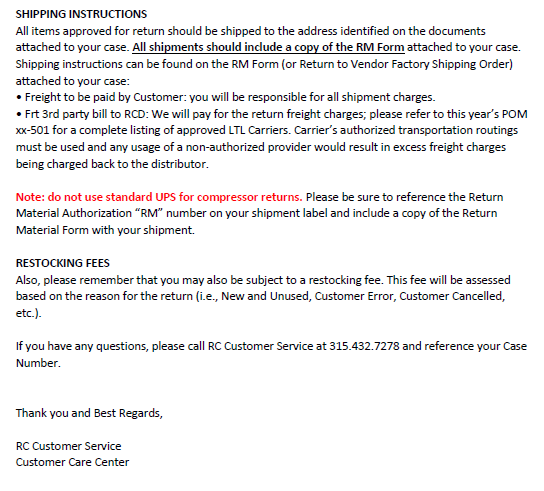 SHIPPING INSTRUCTIONS
All items approved for return should be shipped to the address identified on the documents
attached to your case. All shipments should include a copy of the RM Form attached to your case.
Shipping instructions can be found on the RM Form (or Return to Vendor Factory Shipping Order)
attached to your case:
• Freight to be paid by Customer: you will be responsible for all shipment charges.
• Frt 3rd party bill to RCD: We will pay for the return freight charges; please refer to this year's POM
xx-501 for a complete listing of approved LTL Carriers. Carrier's authorized transportation routings
must be used and any usage of a non-authorized provider would result in excess freight charges
being charged back to the distributor.
Note: do not use standard UPS for compressor returns. Please be sure to reference the Return
Material Authorization "RM" number on your shipment label and include a copy of the Return
Material Form with your shipment.
RESTOCKING FEES
Also, please remember that you may also be subject to a restocking fee. This fee will be assessed
based on the reason for the return (i.e., New and Unused, Customer Error, Customer Cancelled,
etc.).
If you have any questions, please call RC Customer Service at 315.432.7278 and reference your Case
Number.
Thank you and Best Regards,
RC Customer Service
Customer Care Center